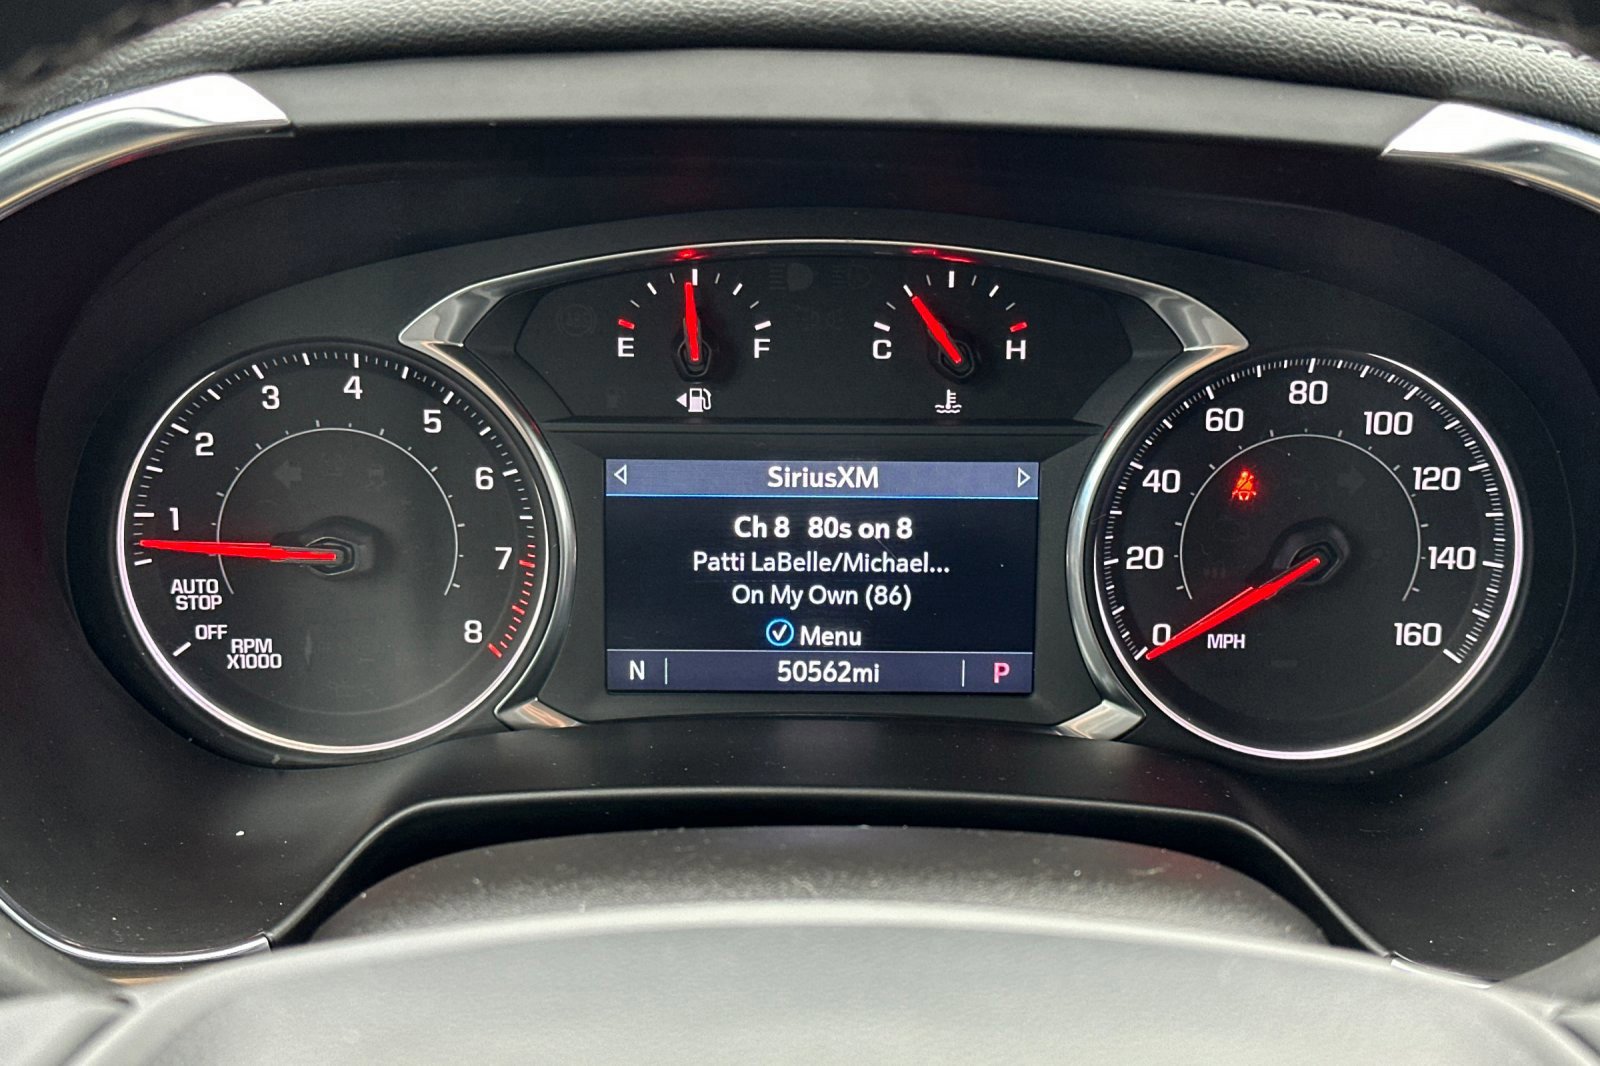 E F
C H
1
2
3
4
5
6
7
8
AUTO
STOP
OFF
RPM
X1000
SiriusXM
Ch 8 80s on 8
Patti LaBelle/Michael...
On My Own (86)
Menu
N 50562mi P
0
20
40
60
80
100
120
140
160
MPH